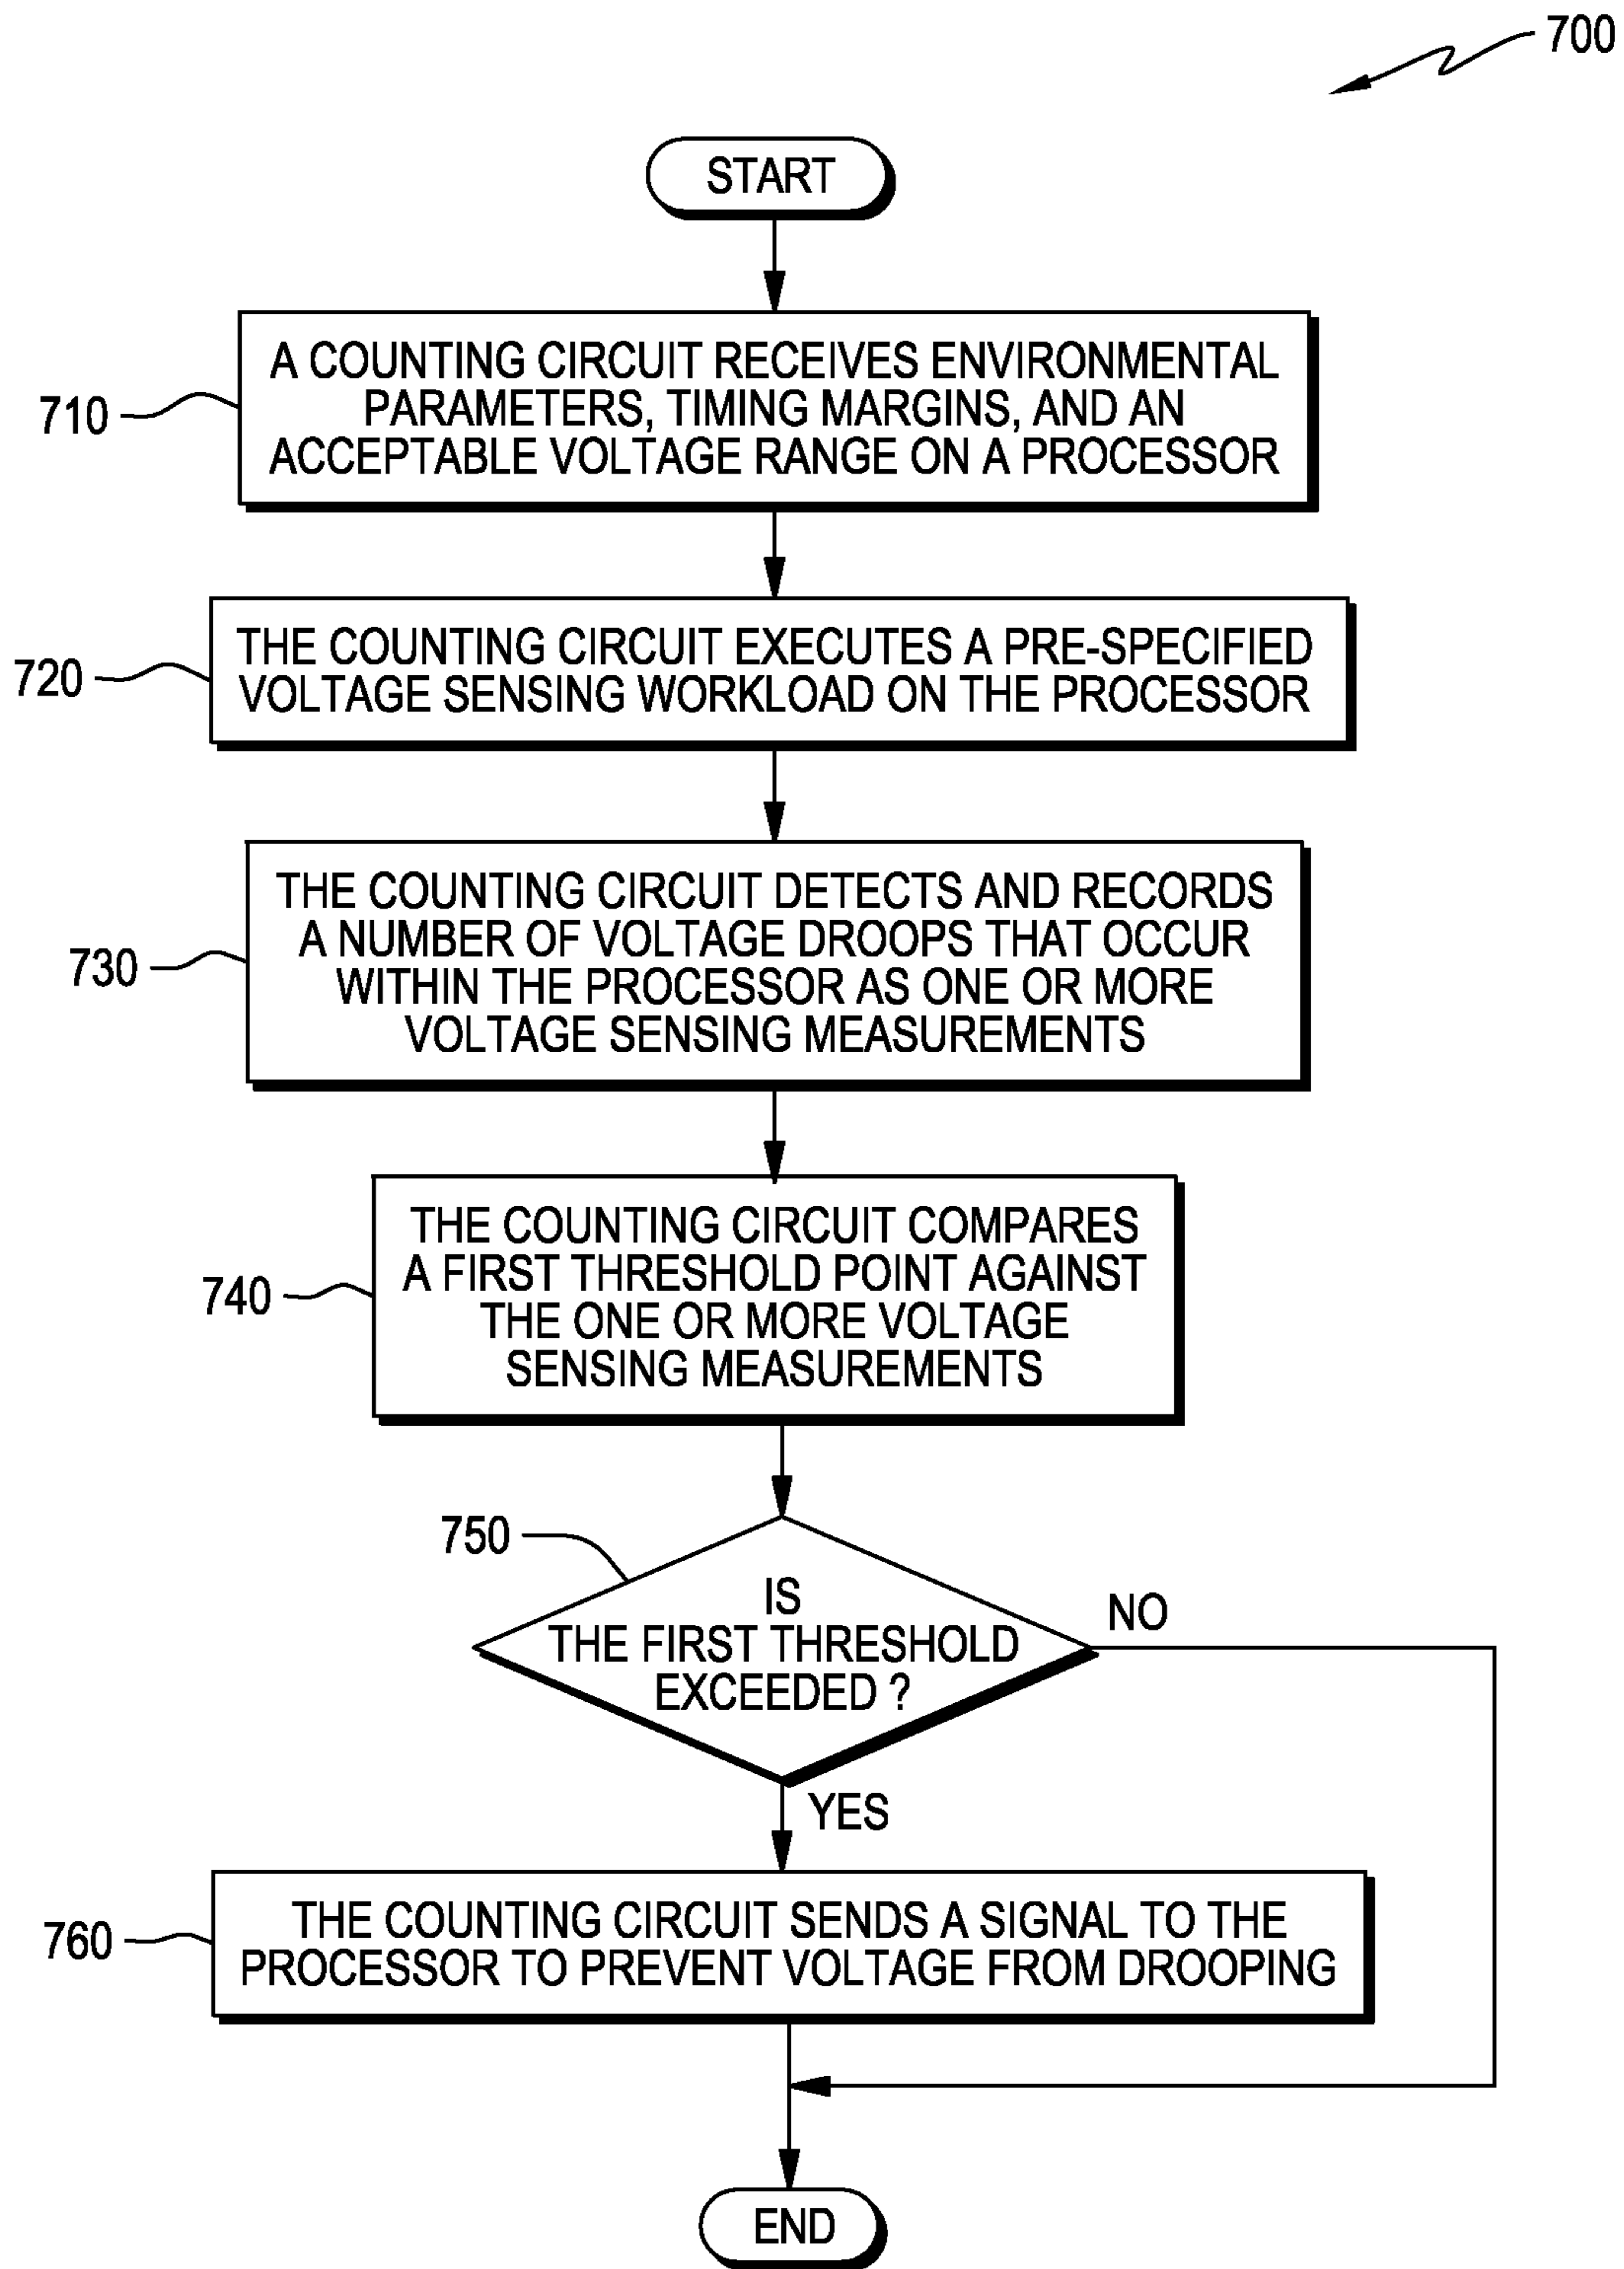 700
START
710
A COUNTING CIRCUIT RECEIVES ENVIRONMENTAL
PARAMETERS, TIMING MARGINS, AND AN
ACCEPTABLE VOLTAGE RANGE ON A PROCESSOR
720
THE COUNTING CIRCUIT EXECUTES A PRE-SPECIFIED
VOLTAGE SENSING WORKLOAD ON THE PROCESSOR
730
THE COUNTING CIRCUIT DETECTS AND RECORDS
A NUMBER OF VOLTAGE DROOPS THAT OCCUR
WITHIN THE PROCESSOR AS ONE OR MORE
VOLTAGE SENSING MEASUREMENTS
740
THE COUNTING CIRCUIT COMPARES
A FIRST THRESHOLD POINT AGAINST
THE ONE OR MORE VOLTAGE
SENSING MEASUREMENTS
750
IS
THE FIRST THRESHOLD
EXCEEDED ?
NO
YES
760
THE COUNTING CIRCUIT SENDS A SIGNAL TO THE
PROCESSOR TO PREVENT VOLTAGE FROM DROOPING
END